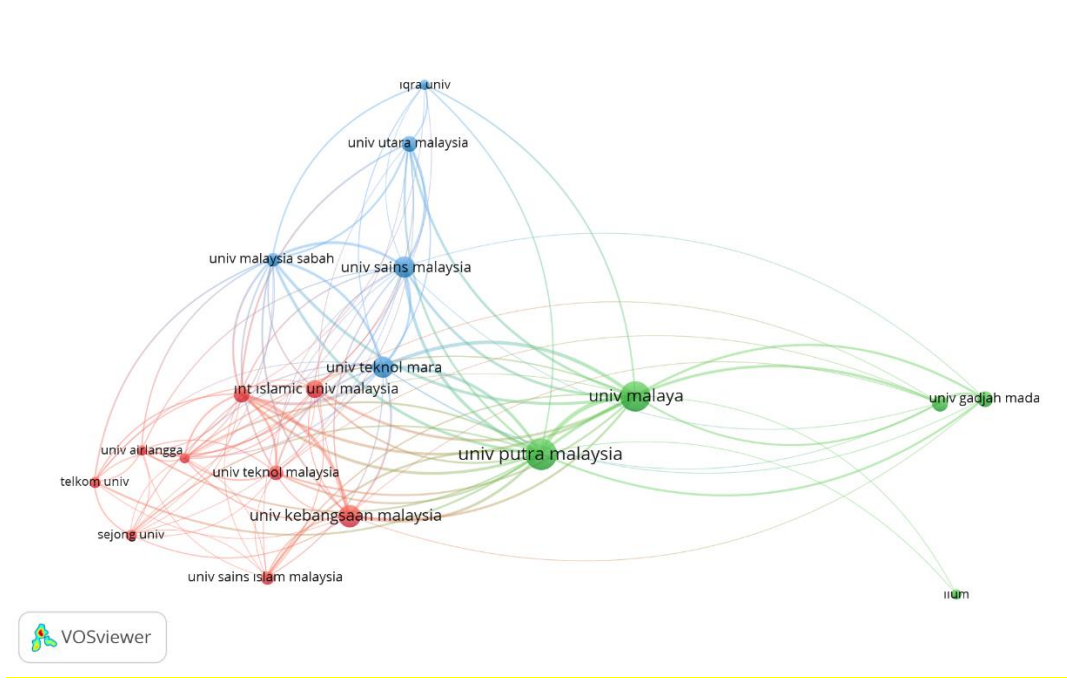 ıqra unıv
univ utara malaysia
univ malaysia sabah
univ sains malaysia
univ teknol mara
ınt ıslamic univ malaysia
univ malaya
univ gadjah mada
univ airlangga
univ putra malaysia
univ teknol malaysia
telkom univ
univ kebangsaan malaysia
sejong univ
univ sains ıslam malaysia
ııum
VOSviewer